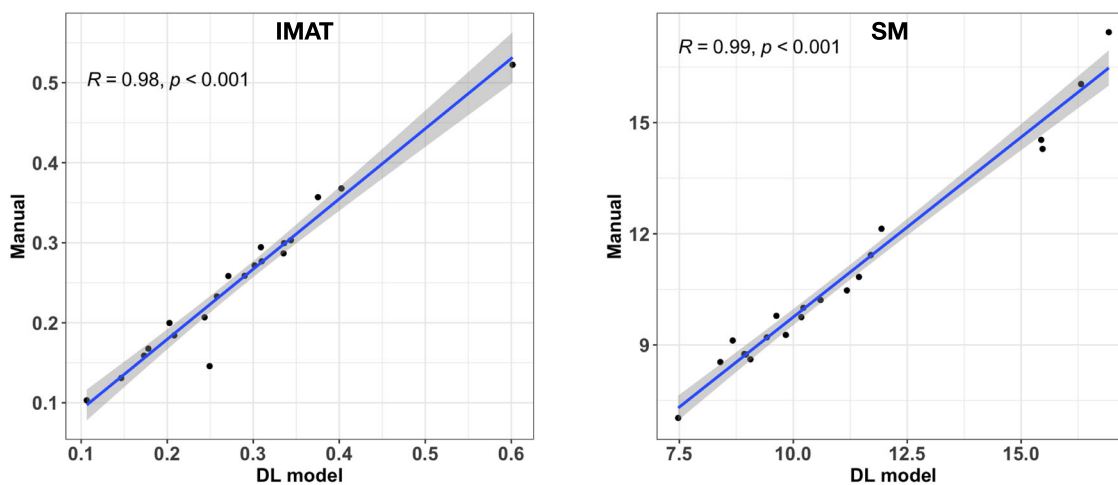 IMAT
R = 0.98, p < 0.001
0.5
0.4
0.3
0.2
0.1
Manual
0.1 0.2 0.3 0.4 0.5 0.6
DL model
SM
R = 0.99, p < 0.001
15
12
9
Manual
7.5 10.0 12.5 15.0
DL model